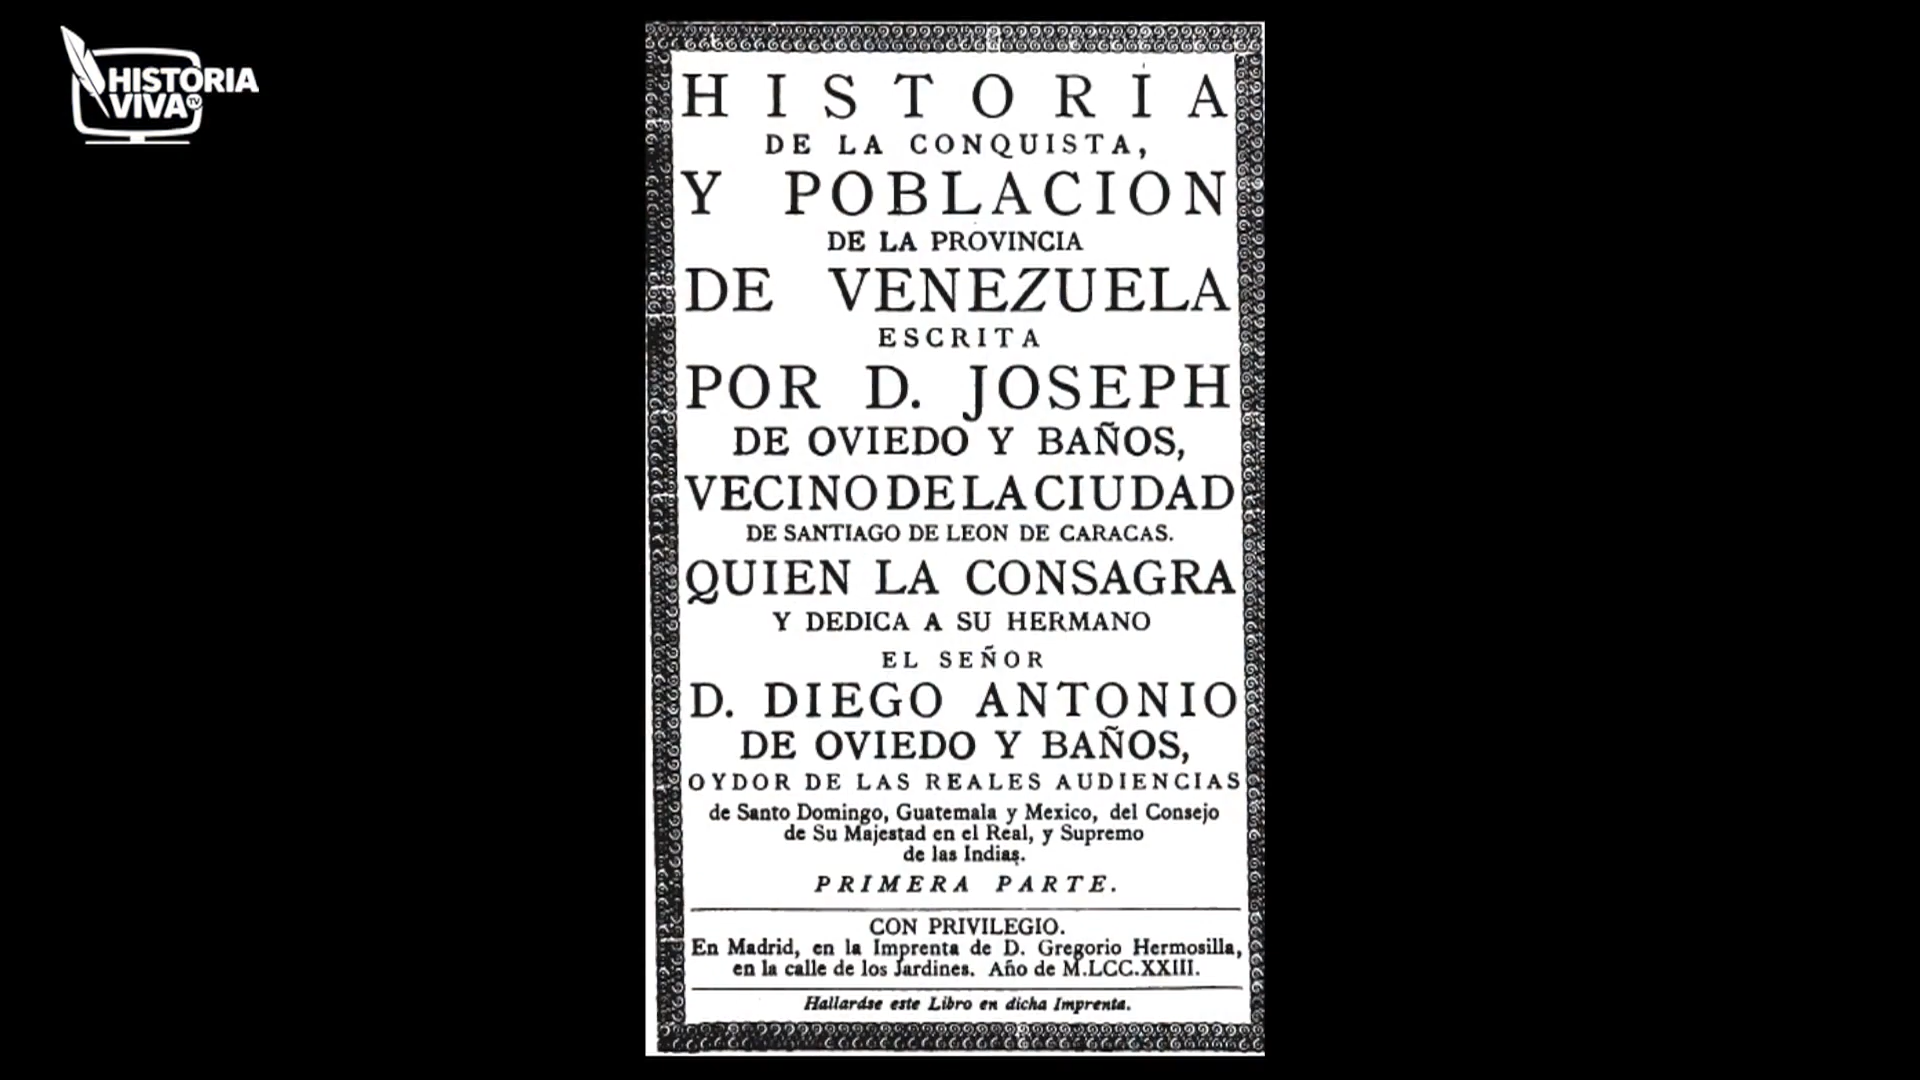 HISTORIA
VIVA TV
HISTORIA
DE LA CONQUISTA,
Y POBLACION
DE LA PROVINCIA
DE VENEZUELA
ESCRITA
POR D. JOSEPH
DE OVIEDO Y BAÑOS,
VECINO DE LA CIUDAD
DE SANTIAGO DE LEON DE CARACAS.
QUIEN LA CONSAGRA
Y DEDICA A SU HERMANO
EL SEÑOR
D. DIEGO ANTONIO
DE OVIEDO Y BAÑOS,
OYDOR DE LAS REALES AUDIENCIAS
de Santo Domingo, Guatemala y Mexico, del Consejo
de Su Majestad en el Real, y Supremo
de las Indias.
PRIMERA PARTE.
CON PRIVILEGIO.
En Madrid, en la Imprenta de D. Gregorio Hermosilla,
en la calle de los Jardines. Año de M.LCC.XXIII.
Hallaráse este Libro en dicha Imprenta.